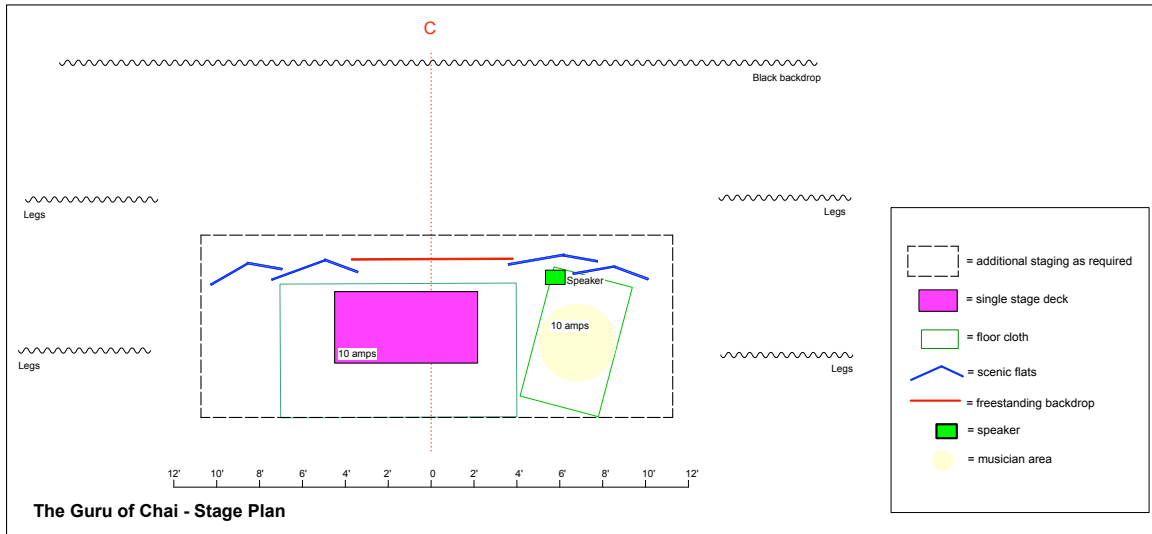 C
Black backdrop
Legs
Legs
Speaker
10 amps
10 amps
Legs
Legs
= additional staging as required
= single stage deck
= floor cloth
= scenic flats
= freestanding backdrop
= speaker
= musician area
12' 10' 8' 6' 4' 2' 0 2' 4' 6' 8' 10' 12'
The Guru of Chai - Stage Plan